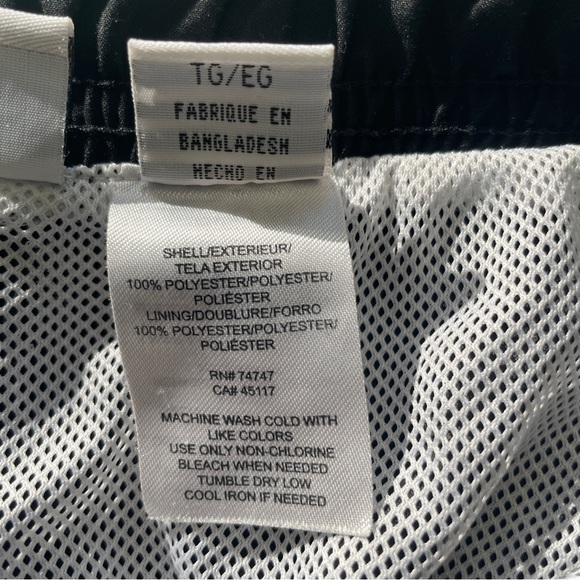 TG/EG
FABRIQUE EN
BANGLADESH
HECHO EN
SHELL/EXTERIEUR/
TELA EXTERIOR
100% POLYESTER/POLYESTER/
POLIÉSTER
LINING/DOUBLURE/FORRO
100% POLYESTER/POLYESTER/
POLIÉSTER
RN# 74747
CA# 45117
MACHINE WASH COLD WITH
LIKE COLORS
USE ONLY NON-CHLORINE
BLEACH WHEN NEEDED
TUMBLE DRY LOW
COOL IRON IF NEEDED